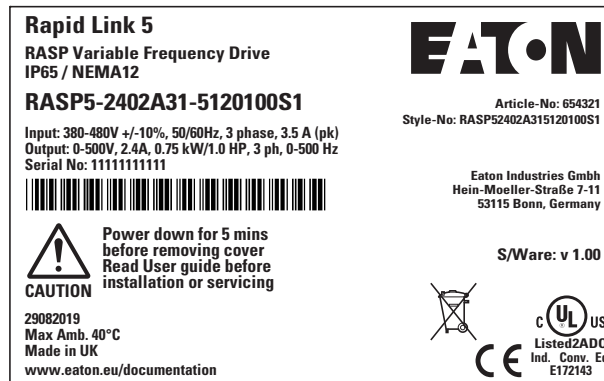 Rapid Link 5
RASP Variable Frequency Drive
IP65 / NEMA12
RASP5-2402A31-5120100S1
Input: 380-480V +/-10%, 50/60Hz, 3 phase, 3.5 A (pk)
Output: 0-500V, 2.4A, 0.75 kW/1.0 HP, 3 ph, 0-500 Hz
Serial No: 11111111111
CAUTION
Power down for 5 mins
before removing cover
Read User guide before
installation or servicing
29082019
Max Amb. 40°C
Made in UK
www.eaton.eu/documentation
EATON
Article-No: 654321
Style-No: RASP52402A315120100S1
Eaton Industries Gmbh
Hein-Moeller-Straße 7-11
53115 Bonn, Germany
S/Ware: v 1.00
CE
C UL US
Listed2ADO
Ind. Conv. Eq
E172143